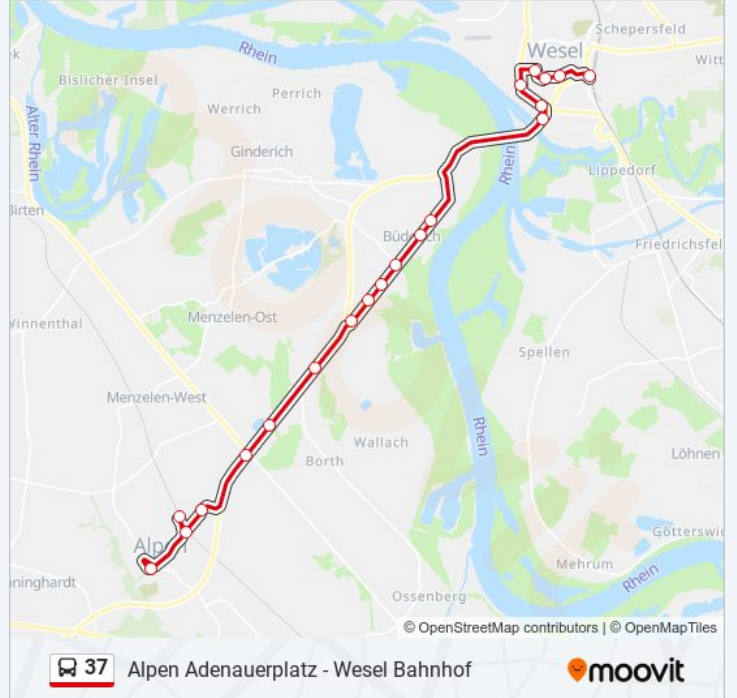 Schepersfeld
Wesel
Rhein
k
Witt
Bislicher Insel
Perrich
Werrich
Alter Rhein
Ginderich
Rhein
Lippedorf
Birten
Büderich
Friedrichsfel
Winnenthal
Menzelen-Ost
Spellen
Menzelen-West
Rhein
Wallach
Borth
Löhnen
Alpen
Götterswic
Mehrum
nninghardt
Rhein
Ossenberg
© OpenStreetMap contributors | © OpenMapTiles
37 Alpen Adenauerplatz - Wesel Bahnhof moovit